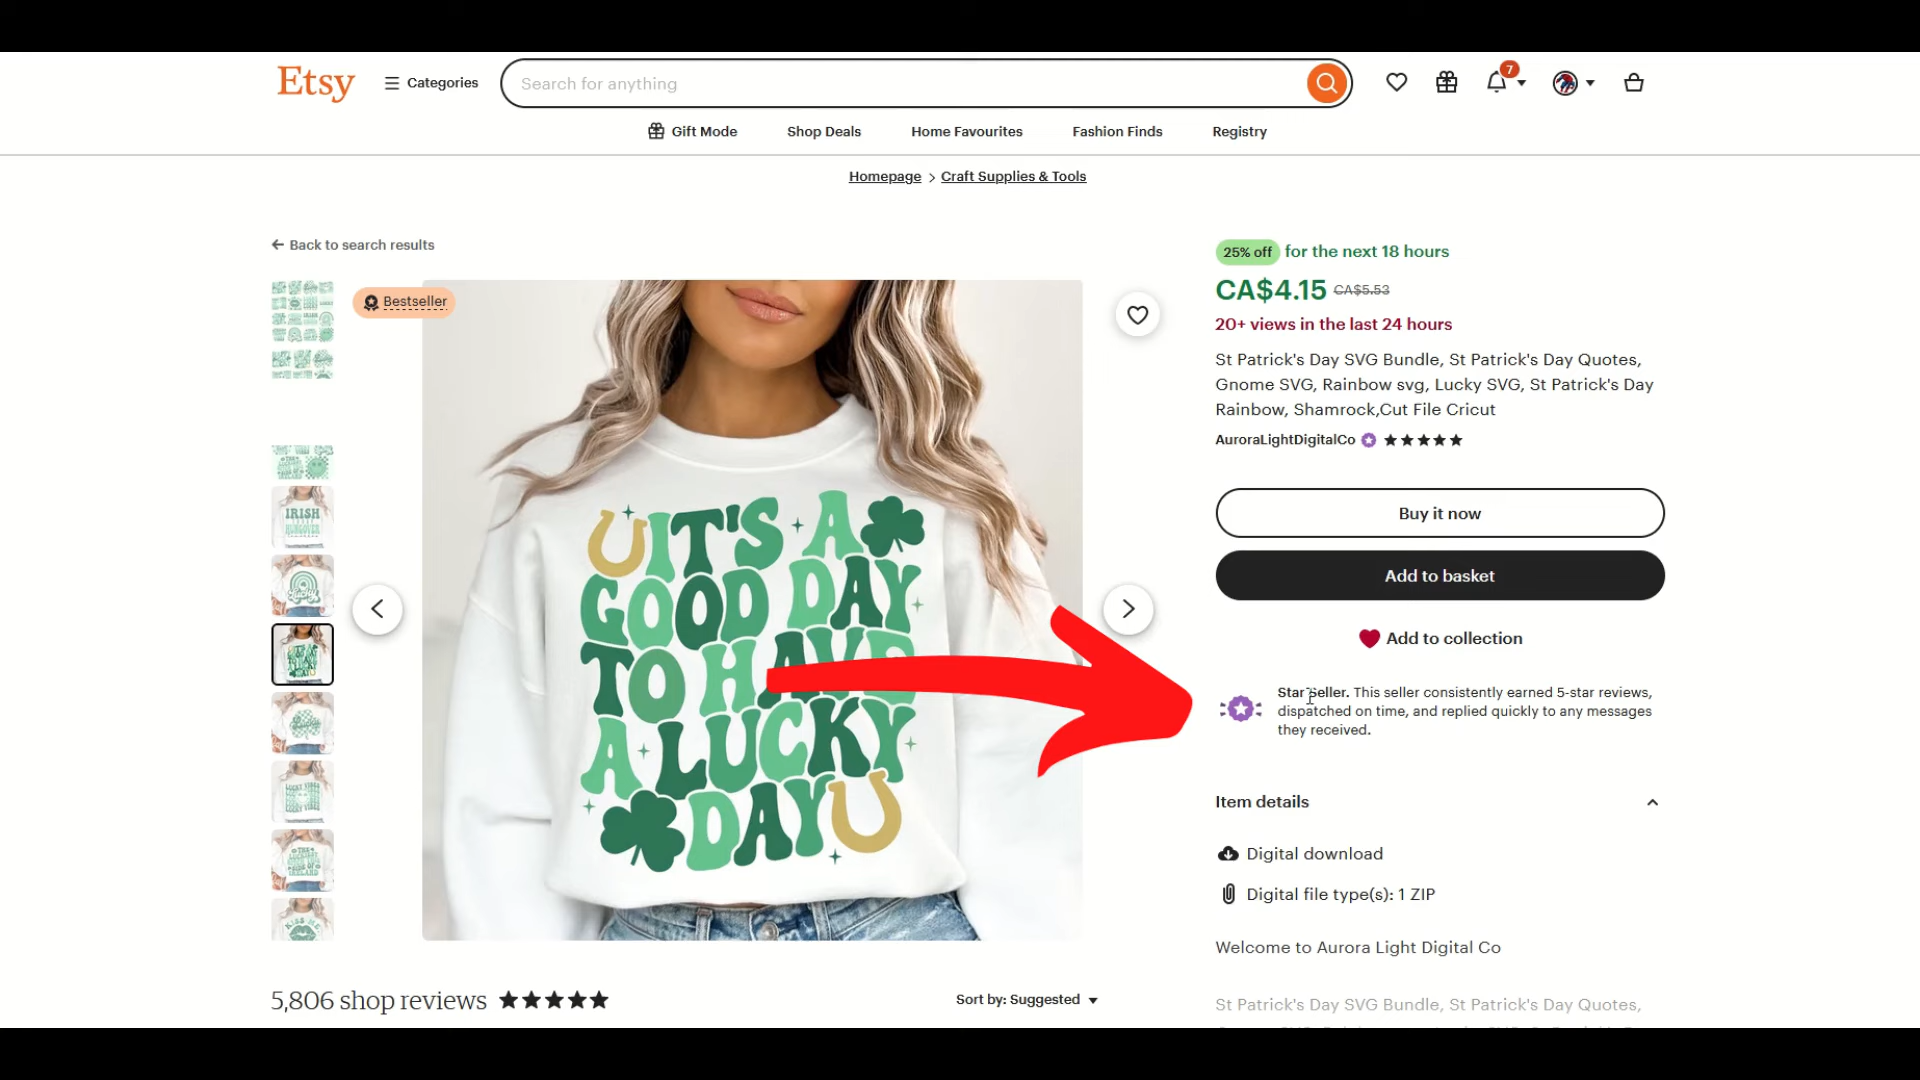 Etsy
Categories
Search for anything
7
Gift Mode
Shop Deals
Home Favourites
Fashion Finds
Registry
Homepage > Craft Supplies & Tools
Back to search results
Bestseller
IT'S A
GOOD DAY
TO HAVE
A LUCKY
DAY
IRISH
Lucky
5,806 shop reviews
Sort by: Suggested
25% off for the next 18 hours
CA$4.15 CA$5.53
20+ views in the last 24 hours
St Patrick's Day SVG Bundle, St Patrick's Day Quotes,
Gnome SVG, Rainbow svg, Lucky SVG, St Patrick's Day
Rainbow, Shamrock,Cut File Cricut
AuroraLightDigitalCo
Buy it now
Add to basket
Add to collection
Star Seller. This seller consistently earned 5-star reviews,
dispatched on time, and replied quickly to any messages
they received.
Item details
Digital download
Digital file type(s): 1 ZIP
Welcome to Aurora Light Digital Co
St Patrick's Day SVG Bundle, St Patrick's Day Quotes,